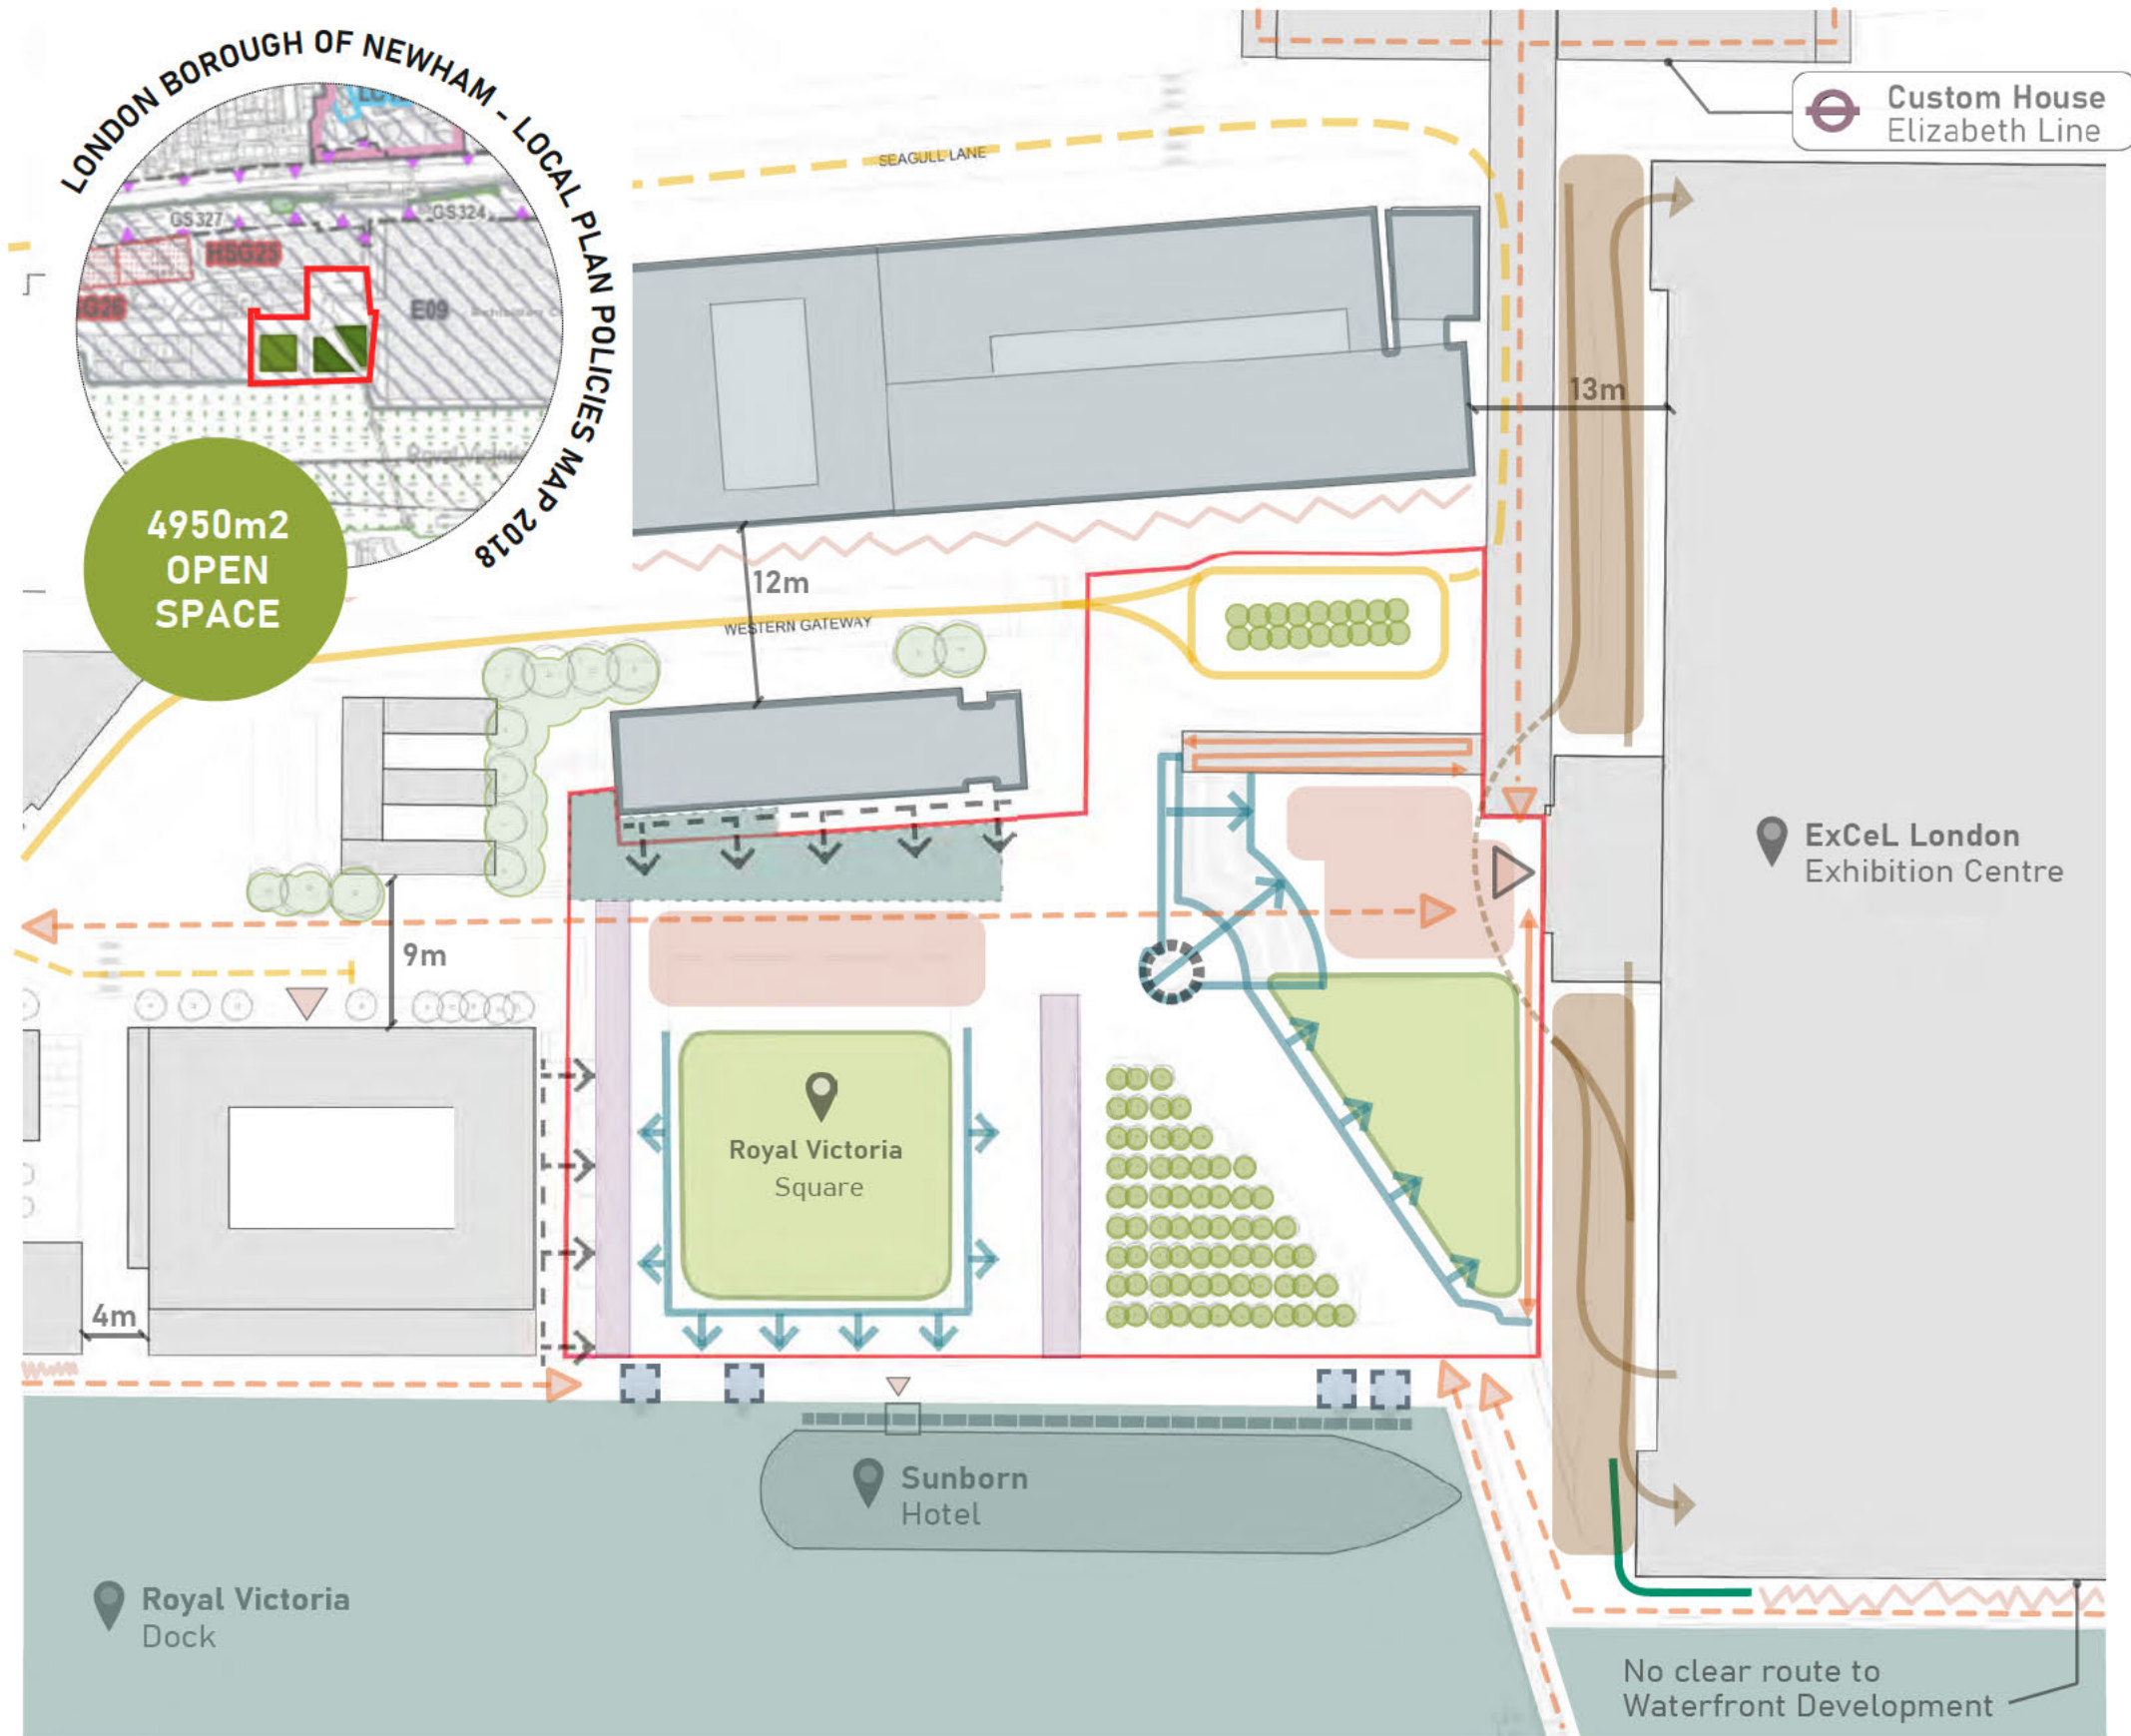 LONDON BOROUGH OF NEWHAM - LOCAL PLAN POLICIES MAP 2018
GS327
GS324
HSG25
E09
4950m2
OPEN
SPACE
Custom House
Elizabeth Line
SEAGULL LANE
13m
12m
WESTERN GATEWAY
ExCeL London
Exhibition Centre
9m
Royal Victoria
Square
4m
Sunborn
Hotel
Royal Victoria
Dock
No clear route to
Waterfront Development